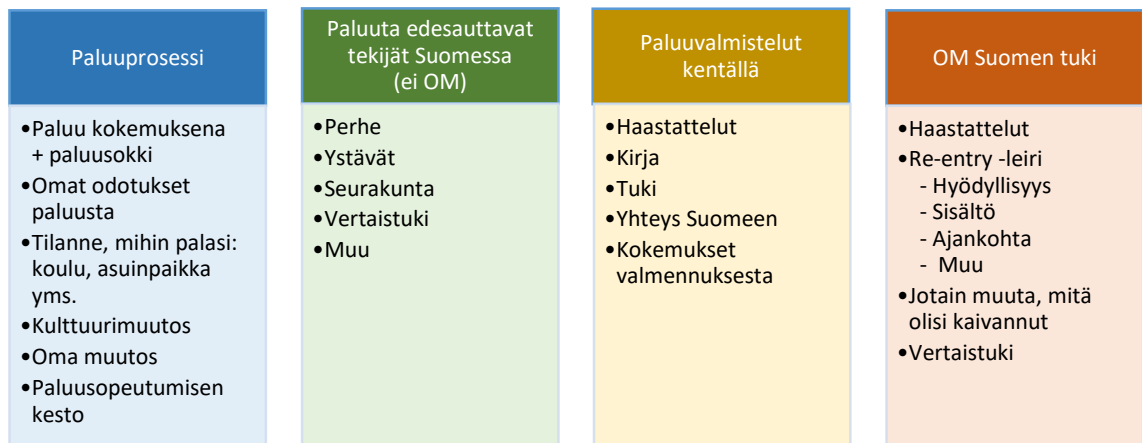 Paluuprosessi
•Paluu kokemuksena
+ paluusokki
•Omat odotukset
paluusta
•Tilanne, mihin palasi:
koulu, asuinpaikka
yms.
•Kulttuurimuutos
•Oma muutos
•Paluusopeutumisen
kesto
Paluuta edesauttavat
tekijät Suomessa
(ei OM)
•Perhe
•Ystävät
•Seurakunta
•Vertaistuki
•Muu
Paluuvalmistelut
kentällä
•Haastattelut
•Kirja
•Tuki
•Yhteys Suomeen
•Kokemukset
valmennuksesta
OM Suomen tuki
•Haastattelut
•Re-entry -leiri
- Hyödyllisyys
- Sisältö
- Ajankohta
- Muu
•Jotain muuta, mitä
olisi kaivannut
•Vertaistuki